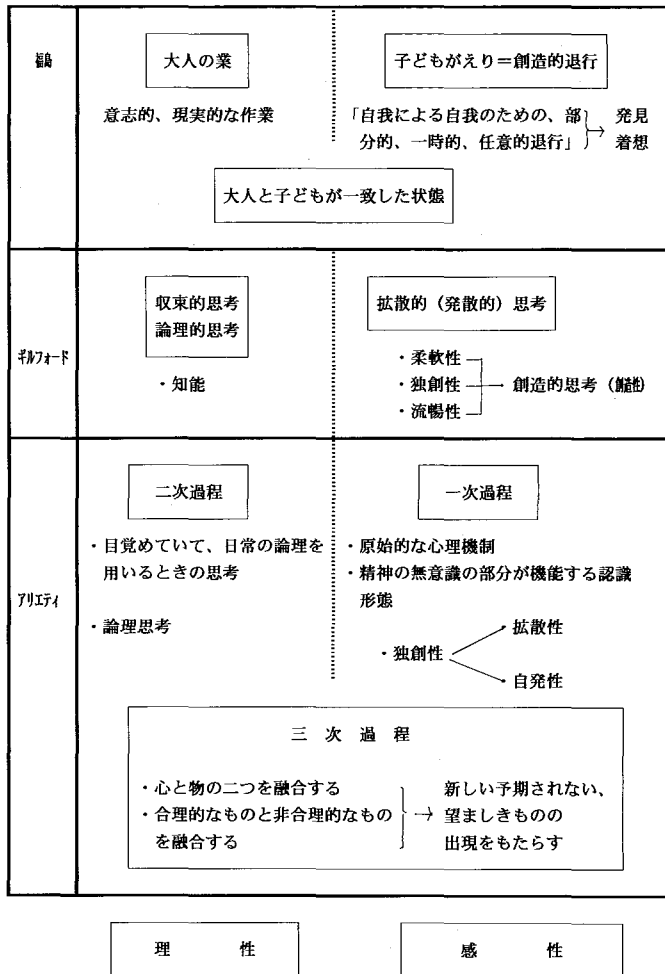 福島
大人の業
子どもがえり＝創造的退行
意志的、現実的な作業
「自我による自我のための、部
分的、一時的、任意的退行」
→
発見
着想
大人と子どもが一致した状態
ギルフォード
収束的思考
論理的思考
拡散的（発散的）思考
・知能
・柔軟性
・独創性
・流暢性
→ 創造的思考（創造性）
アリエティ
二次過程
一次過程
・目覚めていて、日常の論理を
用いるときの思考
・論理思考
・原始的な心理機制
・精神の無意識の部分が機能する認識
形態
・独創性
拡散性
自発性
三次過程
・心と物の二つを融合する
・合理的なものと非合理的なもの
を融合する
→
新しい予期されない、
望ましきものの
出現をもたらす
理性
感性